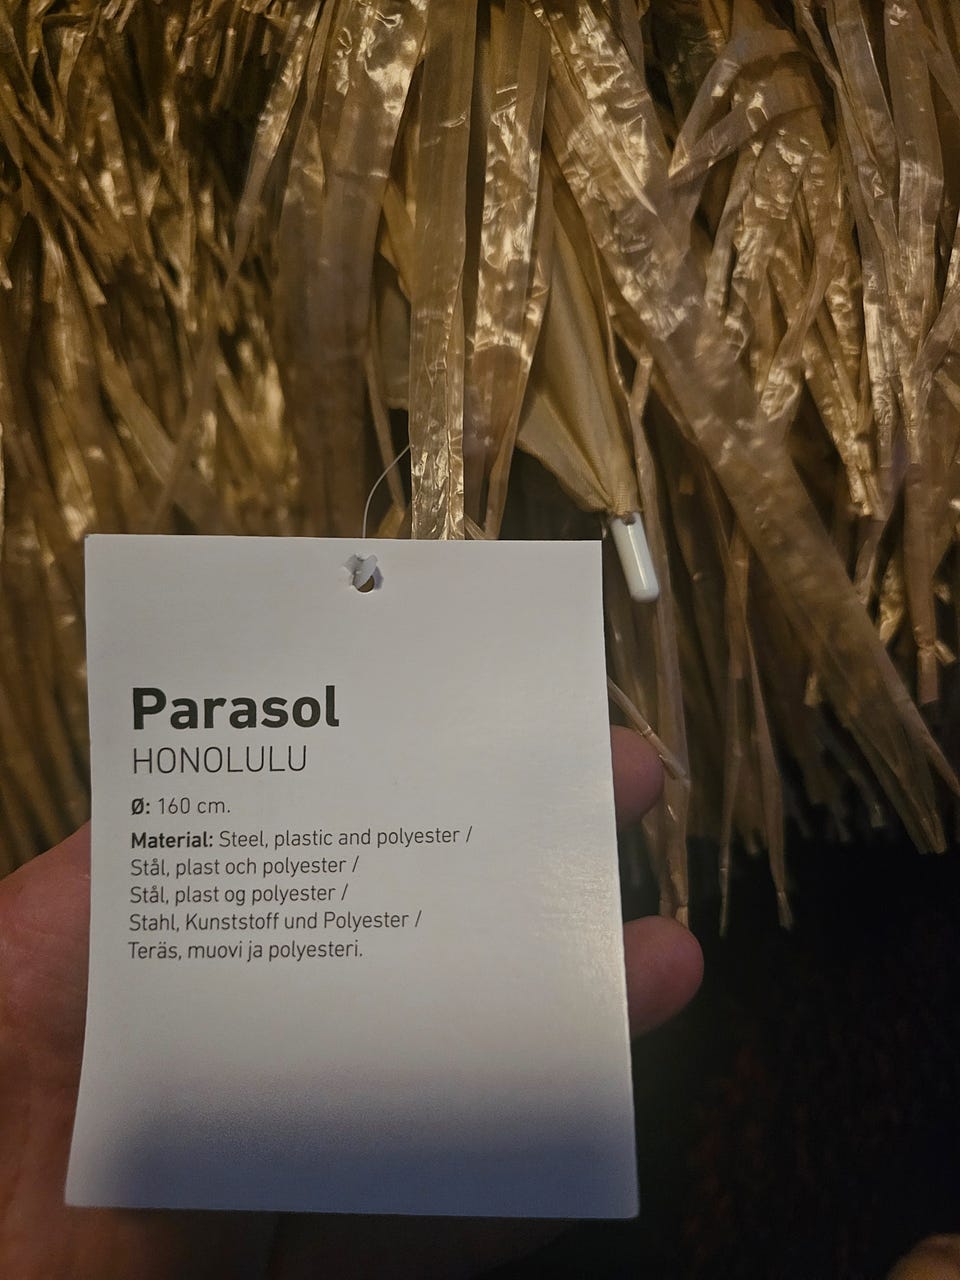 Parasol
HONOLULU
Ø: 160 cm.
Material: Steel, plastic and polyester /
Stål, plast och polyester /
Stål, plast og polyester /
Stahl, Kunststoff und Polyester /
Teräs, muovi ja polyesteri.